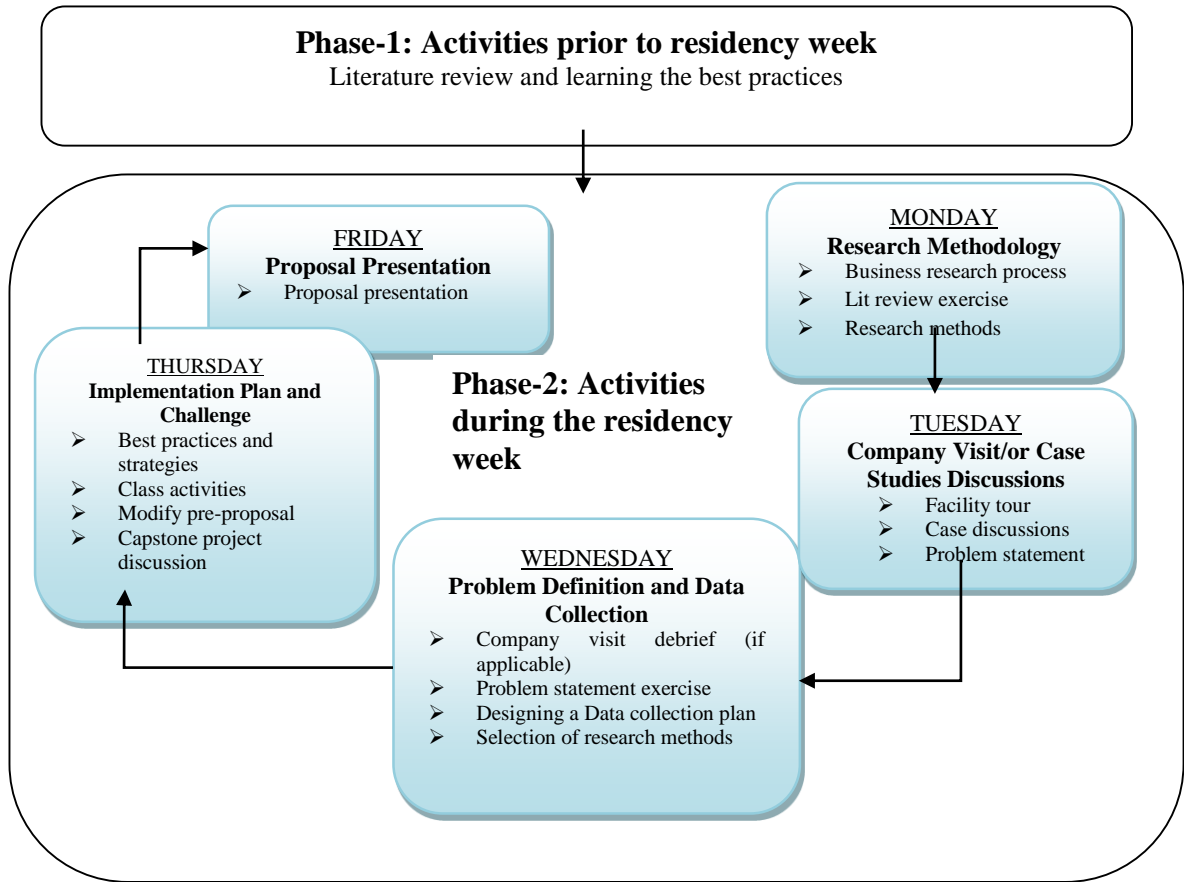 Phase-1: Activities prior to residency week
Literature review and learning the best practices
MONDAY
Research Methodology
➢ Business research process
➢ Lit review exercise
➢ Research methods
TUESDAY
Company Visit/or Case
Studies Discussions
➢ Facility tour
➢ Case discussions
➢ Problem statement
WEDNESDAY
Problem Definition and Data
Collection
➢ Company visit debrief (if
applicable)
➢ Problem statement exercise
➢ Designing a Data collection plan
➢ Selection of research methods
THURSDAY
Implementation Plan and
Challenge
➢ Best practices and
strategies
➢ Class activities
➢ Modify pre-proposal
➢ Capstone project
discussion
FRIDAY
Proposal Presentation
➢ Proposal presentation
Phase-2: Activities
during the residency
week